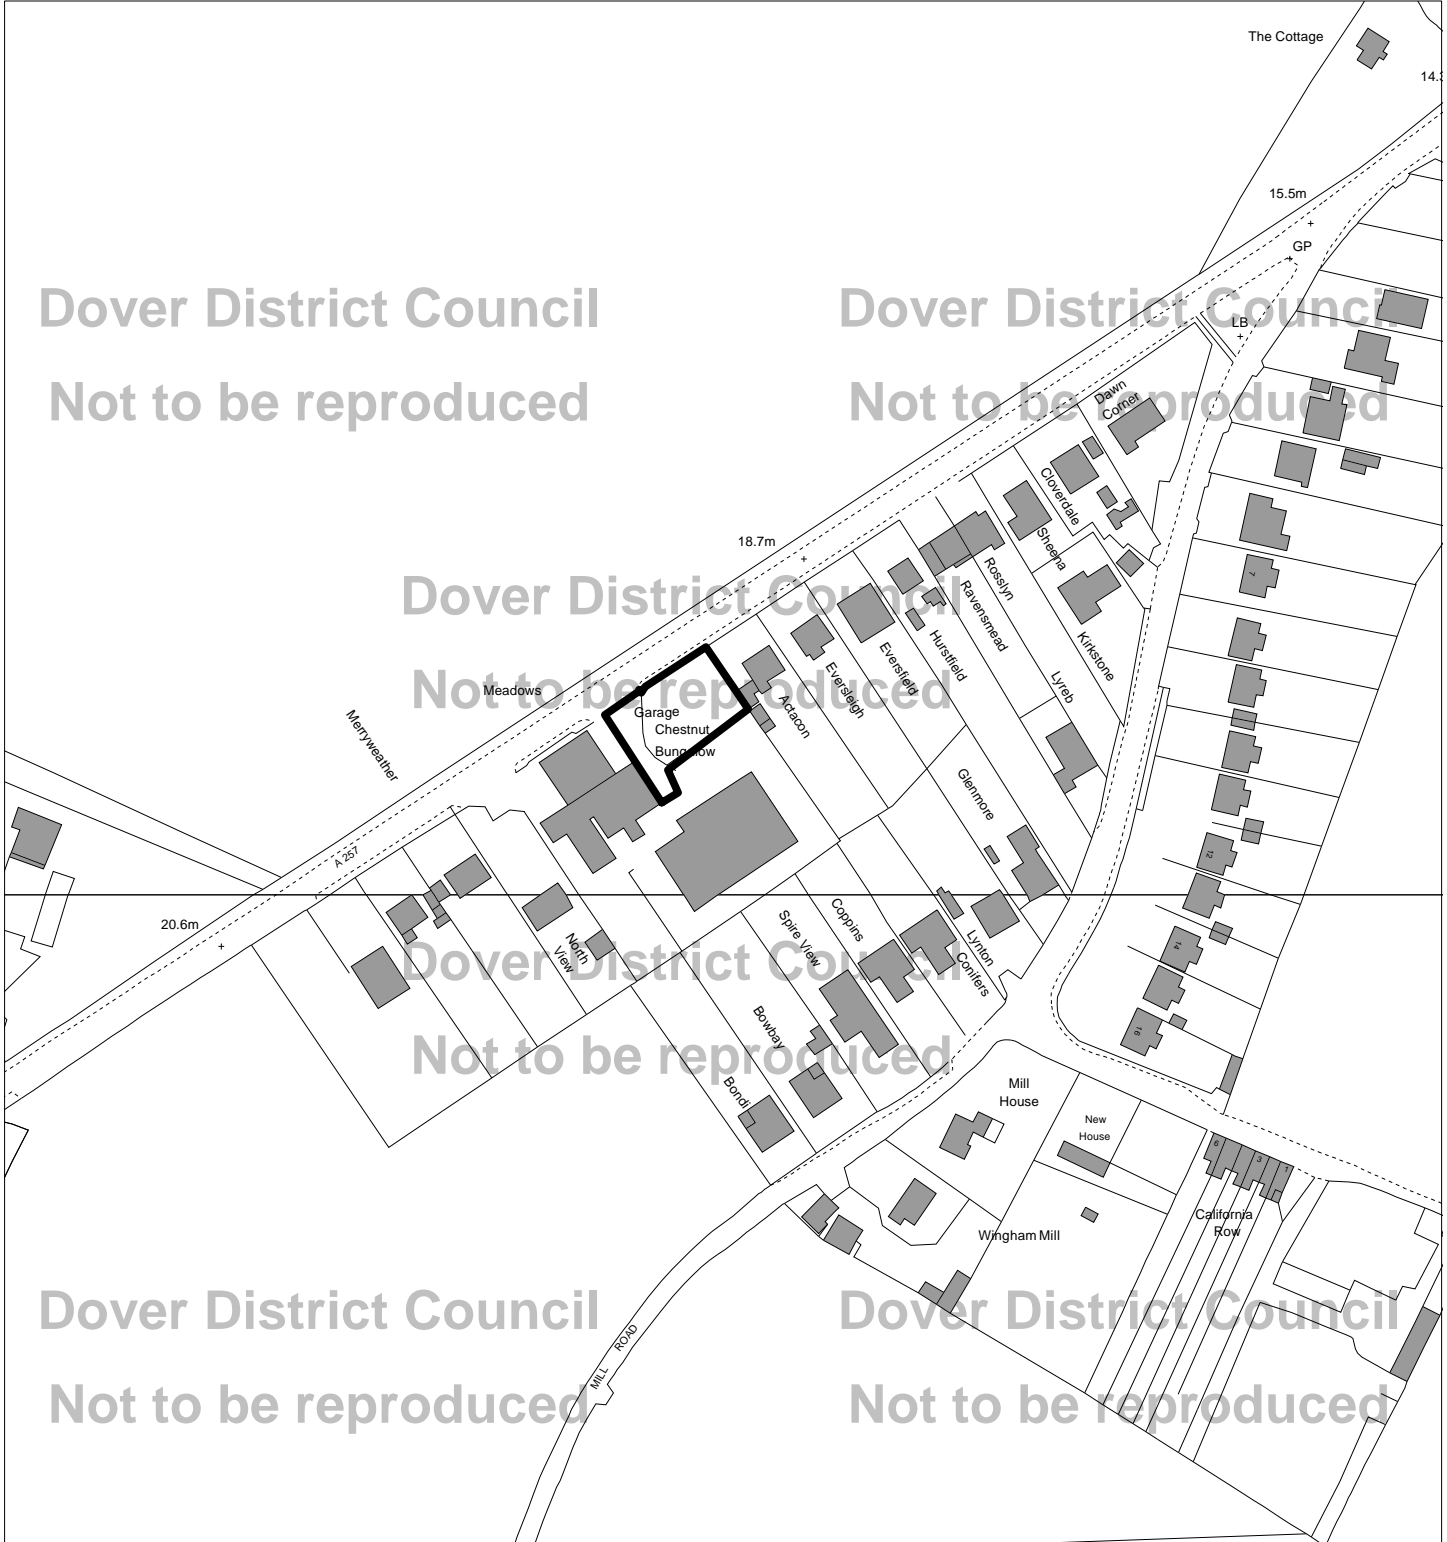 The Cottage
15.5m
GP
Dover District Council
Dover District Council
LB
Not to be reproduced
Not to be reproduced
Dawn
Corner
Cloverdale
18.7m
Sheena
Rosslyn
7
Dover District Council
Ravensmead
Hurstfield
Kirkstone
Eversfield
Eversleigh
Lyreb
Not to be reproduced
Meadows
Actacon
Garage
Chestnut
Bungalow
Merryweather
Glenmore
A 257
12
20.6m
Coppins
Spire View
North
View
Lynton
Conifers
14
Dover District Council
Bowbay
16
Not to be reproduced
Bondi
Mill
House
New
House
6
3
1
California
Row
Wingham Mill
Dover District Council
Dover District Council
MILL ROAD
Not to be reproduced
Not to be reproduced